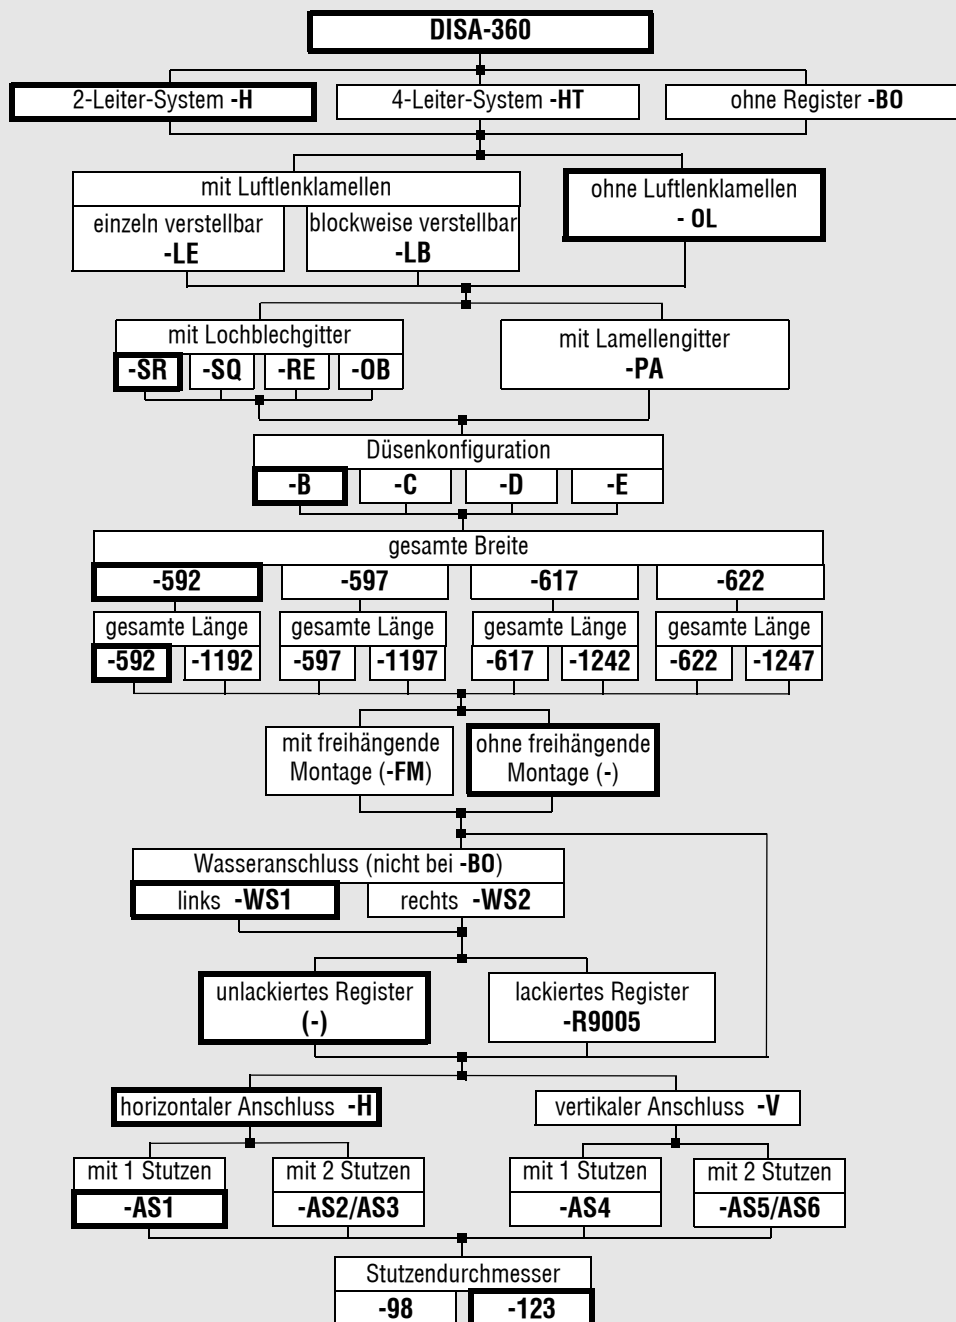 DISA-360
2-Leiter-System -H
4-Leiter-System -HT
ohne Register -BO
mit Luftlenklamellen
einzeln verstellbar
-LE
blockweise verstellbar
-LB
ohne Luftlenklamellen
- OL
mit Lochblechgitter
-SR -SQ -RE -OB
mit Lamellengitter
-PA
Düsenkonfiguration
-B -C -D -E
gesamte Breite
-592 -597 -617 -622
gesamte Länge gesamte Länge gesamte Länge gesamte Länge
-592 -1192 -597 -1197 -617 -1242 -622 -1247
mit freihängende
Montage (-FM)
ohne freihängende
Montage (-)
Wasseranschluss (nicht bei -BO)
links -WS1
rechts -WS2
unlackiertes Register
(-)
lackiertes Register
-R9005
horizontaler Anschluss -H
vertikaler Anschluss -V
mit 1 Stutzen
-AS1
mit 2 Stutzen
-AS2/AS3
mit 1 Stutzen
-AS4
mit 2 Stutzen
-AS5/AS6
Stutzendurchmesser
-98 -123